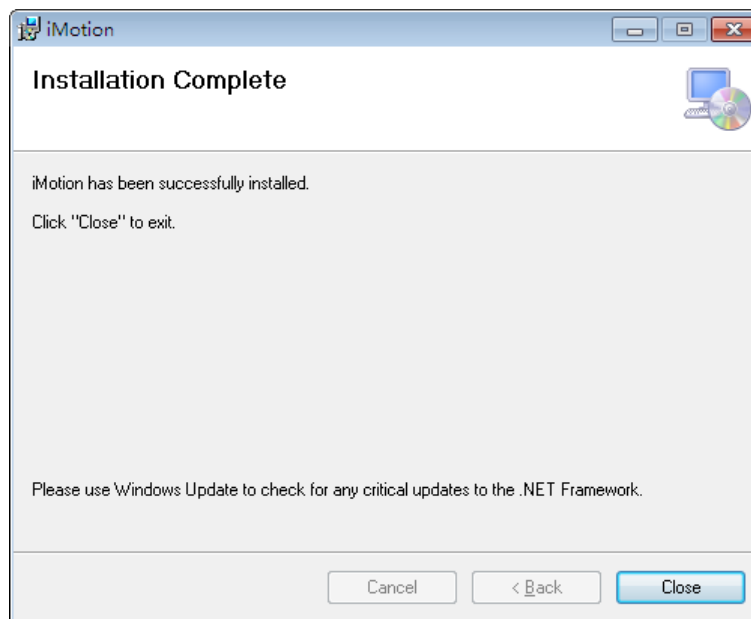 iMotion
Installation Complete
iMotion has been successfully installed.
Click "Close" to exit.
Please use Windows Update to check for any critical updates to the .NET Framework.
Cancel
< Back
Close